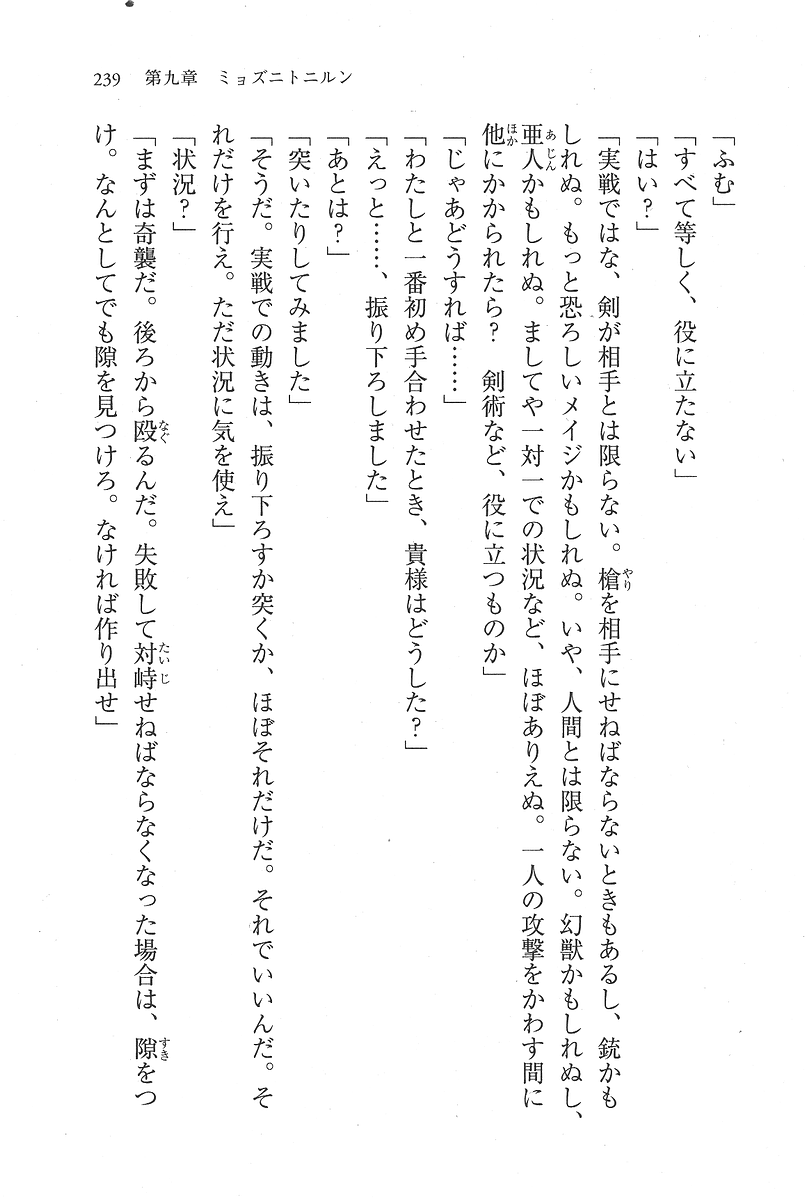 239　第九章　ミョズニトニルン
「ふむ」
「すべて等しく、役に立たない」
「はい？」
「実戦ではな、剣が相手とは限らない。槍を相手にせねばならないときもあるし、銃かも
しれぬ。もっと恐ろしいメイジかもしれぬ。いや、人間とは限らない。幻獣かもしれぬし、
亜人かもしれぬ。ましてや一対一での状況など、ほぼありえぬ。一人の攻撃をかわす間に
他にかかられたら？　剣術など、役に立つものか」
「じゃあどうすれば……」
「わたしと一番初め手合わせたとき、貴様はどうした？」
「えっと……、振り下ろしました」
「あとは？」
「突いたりしてみました」
「そうだ。実戦での動きは、振り下ろすか突くか、ほぼそれだけだ。それでいいんだ。そ
れだけを行え。ただ状況に気を使え」
「状況？」
「まずは奇襲だ。後ろから殴るんだ。失敗して対峙せねばならなくなった場合は、隙をつ
け。なんとしてでも隙を見つけろ。なければ作り出せ」